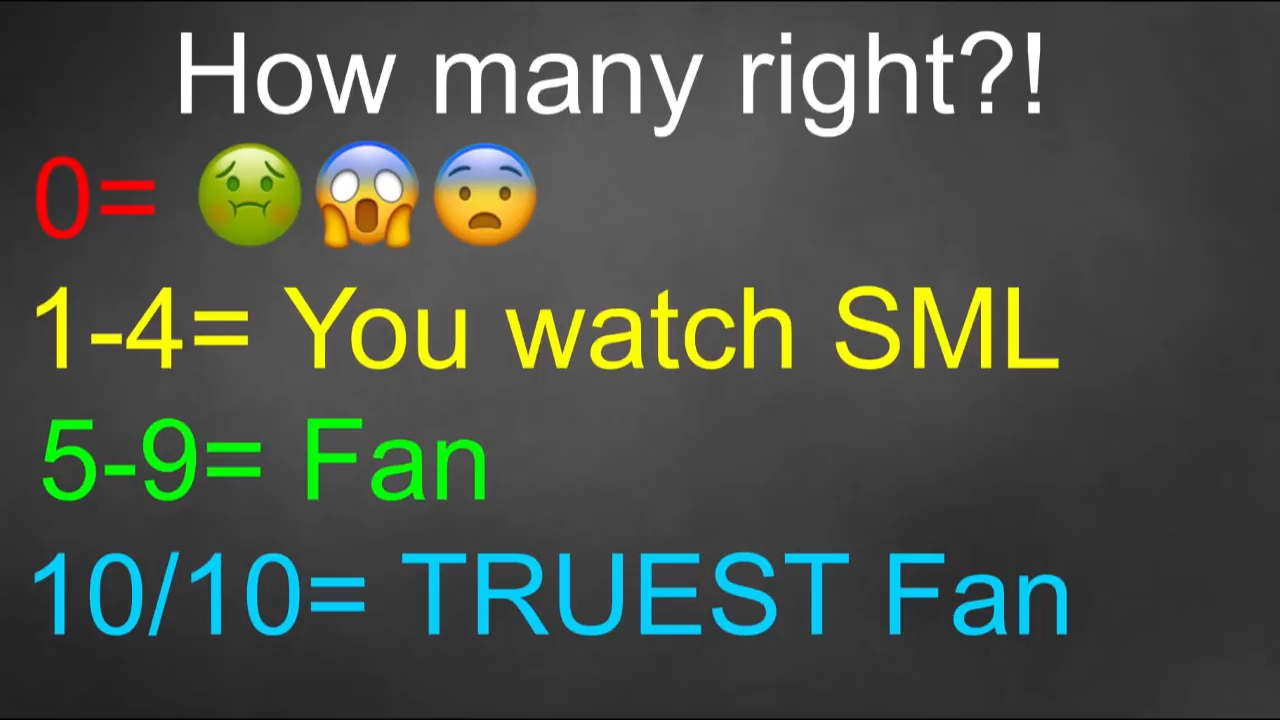 How many right?!
0= 🤢😱😨
1-4= You watch SML
5-9= Fan
10/10= TRUEST Fan